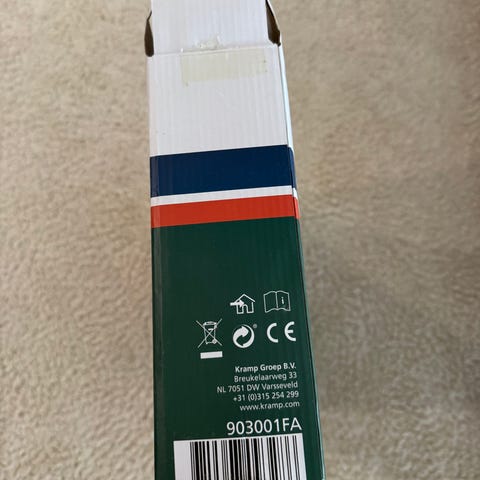 CE
Kramp Groep B.V.
Breukelaarweg 33
NL 7051 DW Varsseveld
+31 (0)315 254 299
www.kramp.com
903001FA